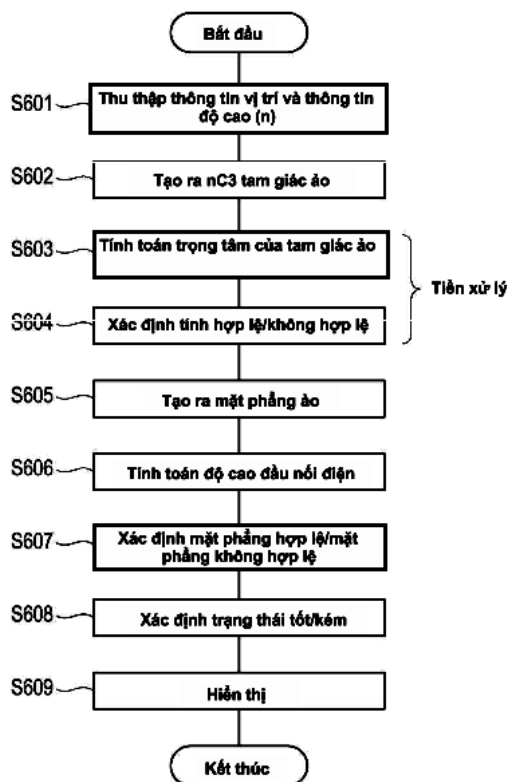 Bắt đầu
S601
Thu thập thông tin vị trí và thông tin
độ cao (n)
S602
Tạo ra nC3 tam giác ảo
S603
Tính toán trọng tâm của tam giác ảo
Tiền xử lý
S604
Xác định tính hợp lệ/không hợp lệ
S605
Tạo ra mặt phẳng ảo
S606
Tính toán độ cao đầu nối điện
S607
Xác định mặt phẳng hợp lệ/mặt
phẳng không hợp lệ
S608
Xác định trạng thái tốt/kém
S609
Hiển thị
Kết thúc